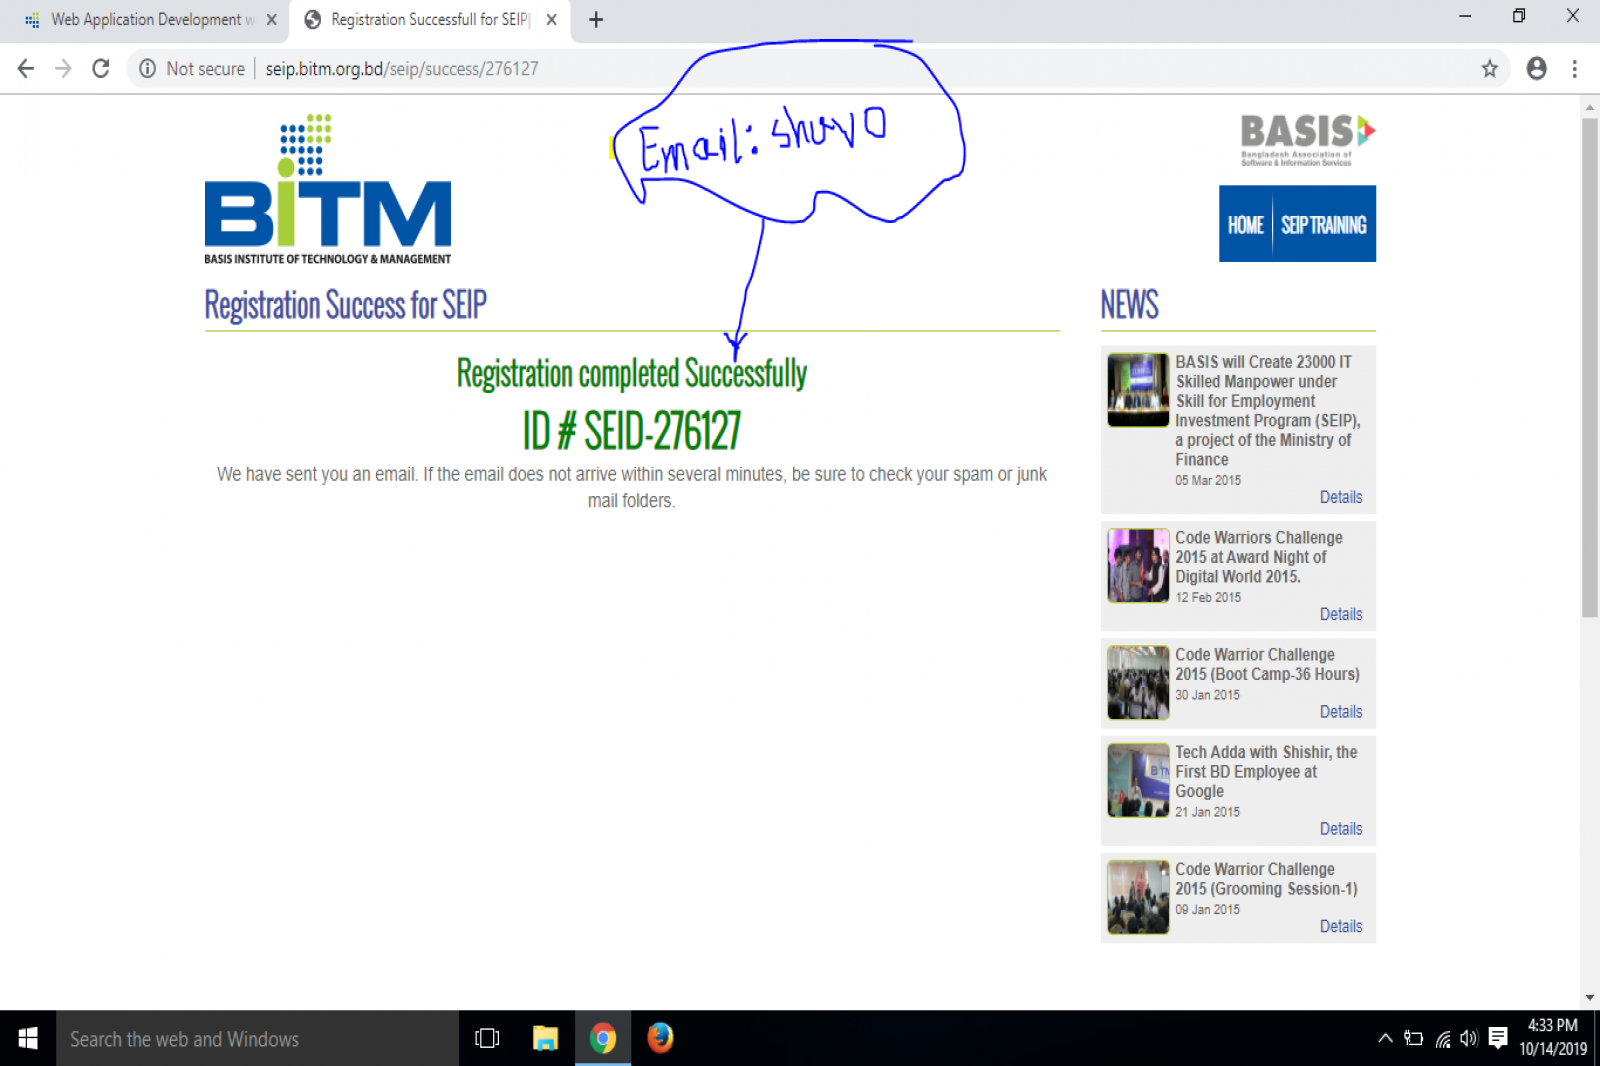 Web Application Development w
Registration Successfull for SEIP|
Not secure
seip.bitm.org.bd/seip/success/276127
Email: shuvo
BiTM
BASIS INSTITUTE OF TECHNOLOGY & MANAGEMENT
BASIS
Bangladesh Association of
Software & Information Services
HOME
SEIP TRAINING
Registration Success for SEIP
Registration completed Successfully
ID # SEID-276127
We have sent you an email. If the email does not arrive within several minutes, be sure to check your spam or junk
mail folders.
NEWS
BASIS will Create 23000 IT
Skilled Manpower under
Skill for Employment
Investment Program (SEIP),
a project of the Ministry of
Finance
05 Mar 2015
Details
Code Warriors Challenge
2015 at Award Night of
Digital World 2015.
12 Feb 2015
Details
Code Warrior Challenge
2015 (Boot Camp-36 Hours)
30 Jan 2015
Details
Tech Adda with Shishir, the
First BD Employee at
Google
21 Jan 2015
Details
Code Warrior Challenge
2015 (Grooming Session-1)
09 Jan 2015
Details
Search the web and Windows
4:33 PM
10/14/2019